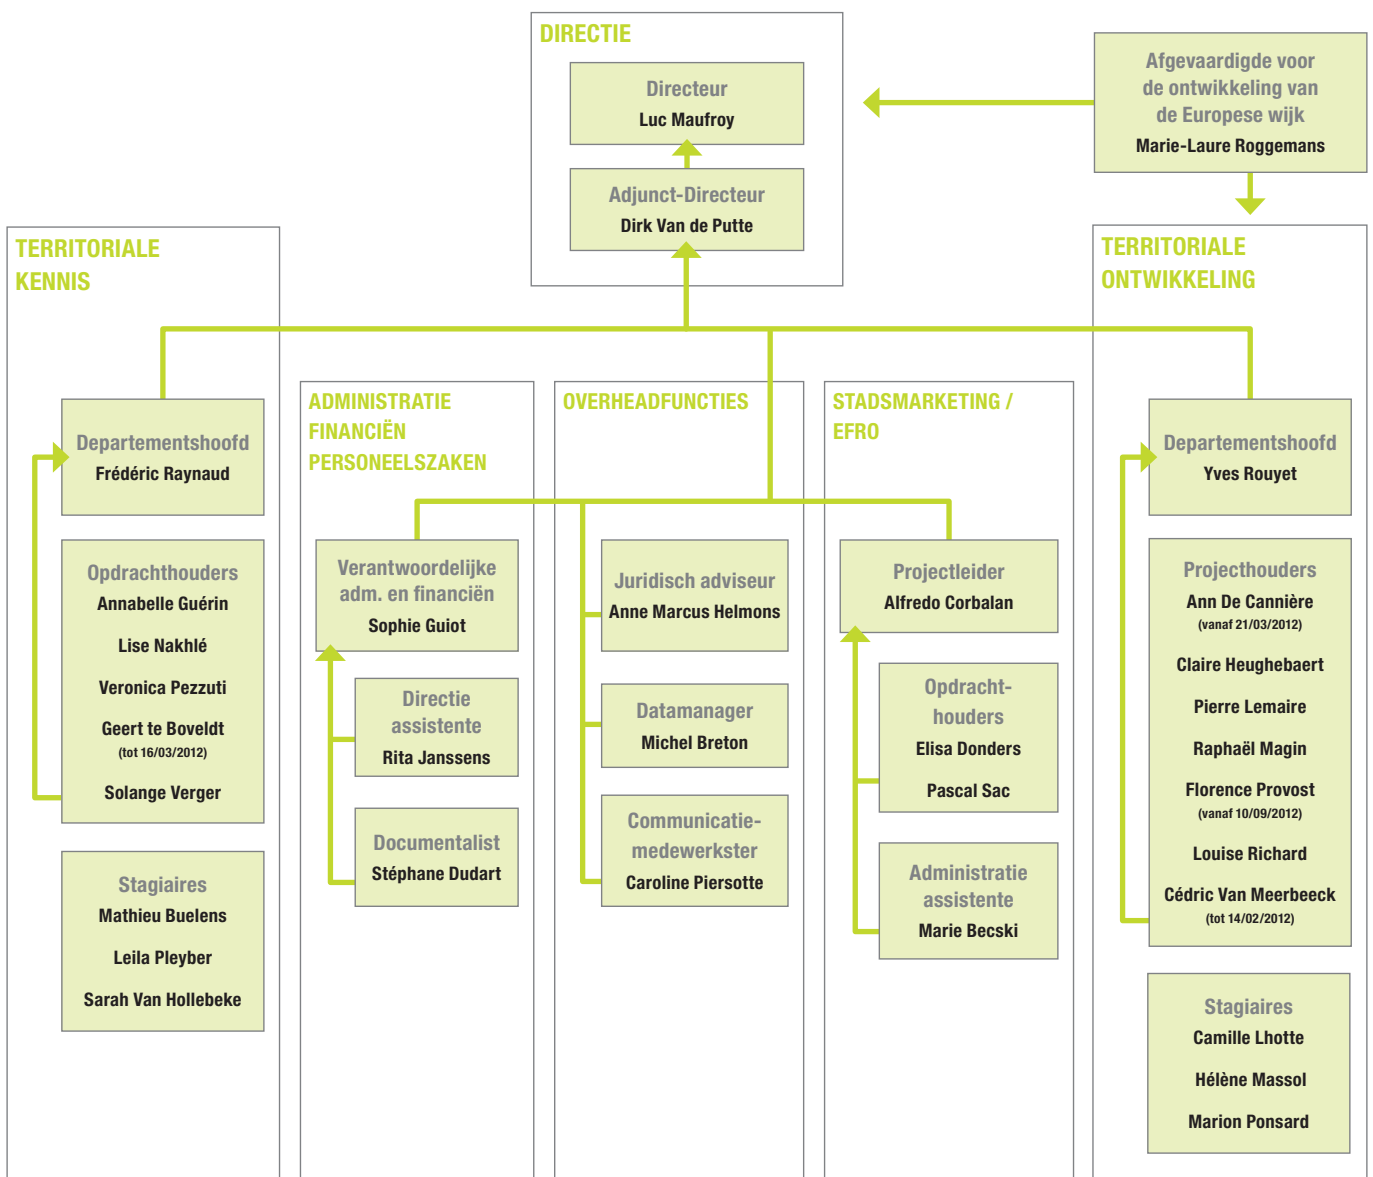 DIRECTIE
Directeur
Luc Maufroy
Adjunct-Directeur
Dirk Van de Putte
Afgevaardigde voor
de ontwikkeling van
de Europese wijk
Marie-Laure Roggemans
TERRITORIALE
KENNIS
Departementshoofd
Frédéric Raynaud
Opdrachthouders
Annabelle Guérin
Lise Nakhlé
Veronica Pezzuti
Geert te Boveldt
(tot 16/03/2012)
Solange Verger
Stagiaires
Mathieu Buelens
Leila Pleyber
Sarah Van Hollebeke
ADMINISTRATIE
FINANCIËN
PERSONEELSZAKEN
Verantwoordelijke
adm. en financiën
Sophie Guiot
Directie
assistente
Rita Janssens
Documentalist
Stéphane Dudart
OVERHEADFUNCTIES
Juridisch adviseur
Anne Marcus Helmons
Datamanager
Michel Breton
Communicatie-
medewerkster
Caroline Piersotte
STADSMARKETING /
EFRO
Projectleider
Alfredo Corbalan
Opdracht-
houders
Elisa Donders
Pascal Sac
Administratie
assistente
Marie Becski
TERRITORIALE
ONTWIKKELING
Departementshoofd
Yves Rouyet
Projecthouders
Ann De Cannière
(vanaf 21/03/2012)
Claire Heughebaert
Pierre Lemaire
Raphaël Magin
Florence Provost
(vanaf 10/09/2012)
Louise Richard
Cédric Van Meerbeeck
(tot 14/02/2012)
Stagiaires
Camille Lhotte
Hélène Massol
Marion Ponsard